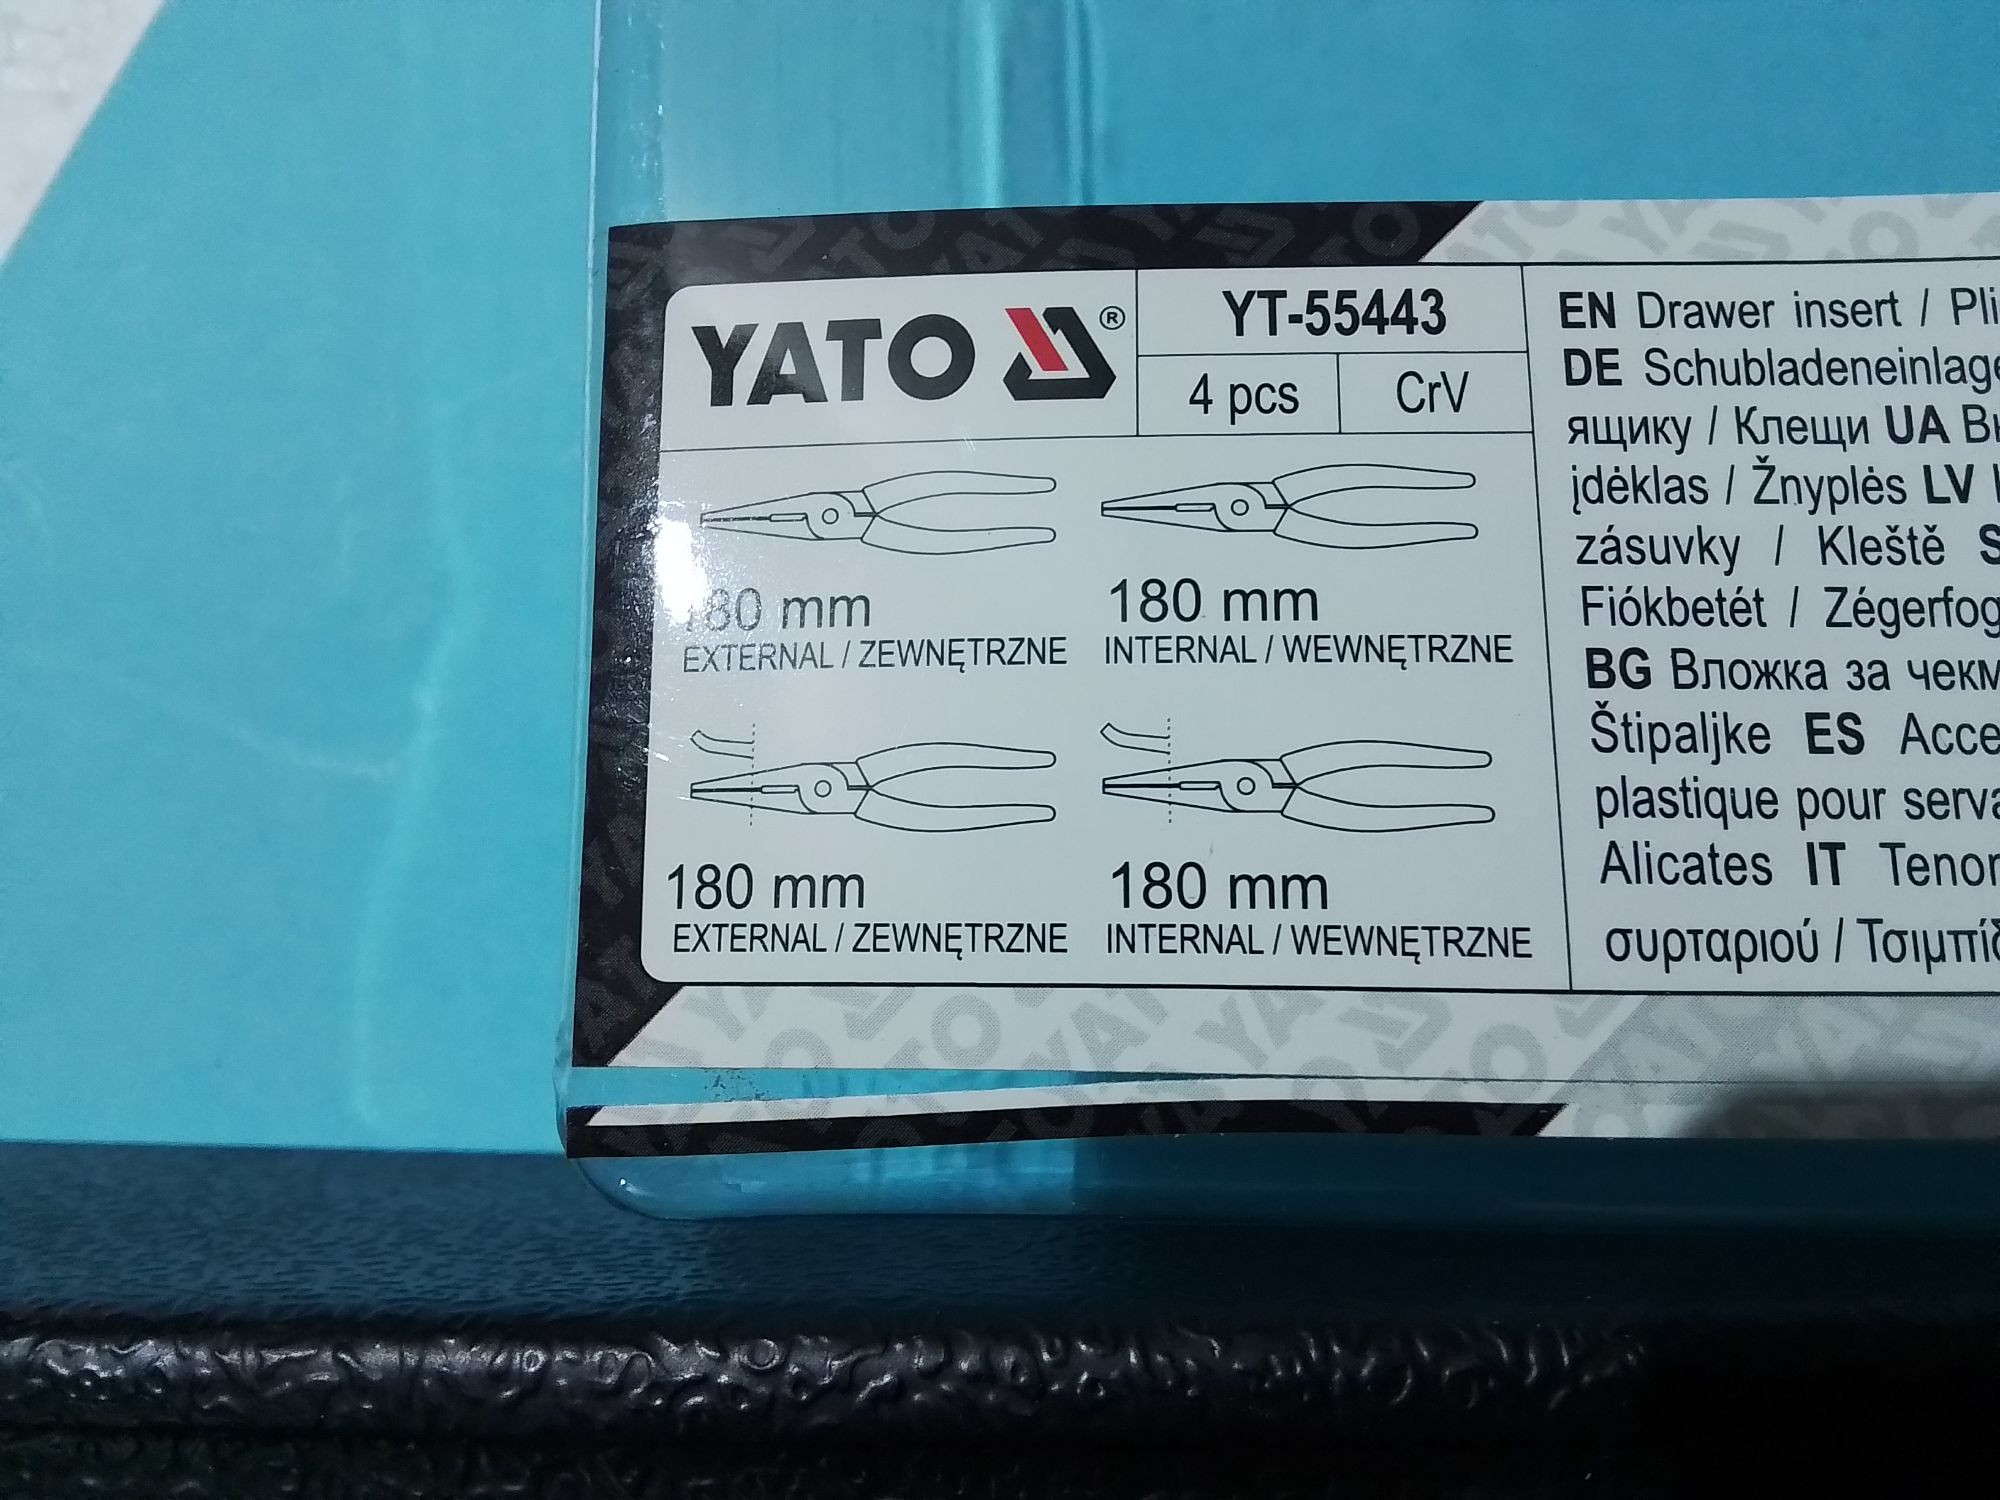 YATO ®
YT-55443
4 pcs
CrV
180 mm
EXTERNAL / ZEWNĘTRZNE
180 mm
INTERNAL / WEWNĘTRZNE
180 mm
EXTERNAL / ZEWNĘTRZNE
180 mm
INTERNAL / WEWNĘTRZNE
EN Drawer insert /
DE Schubladeneinlage
ящику / Клещи UA
įdėklas / Žnyplės LV
zásuvky / Kleště
Fiókbetét /
BG Вложка за
Štipaljke ES
plastique pour
Alicates IT
συρταριού /